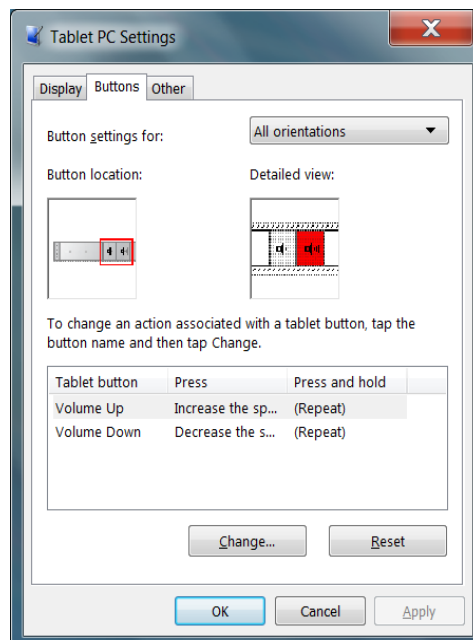 Tablet PC Settings
Display Buttons Other
Button settings for: All orientations
Button location: Detailed view:
To change an action associated with a tablet button, tap the
button name and then tap Change.
Tablet button Press Press and hold
Volume Up Increase the sp... (Repeat)
Volume Down Decrease the s... (Repeat)
Change... Reset
OK Cancel Apply